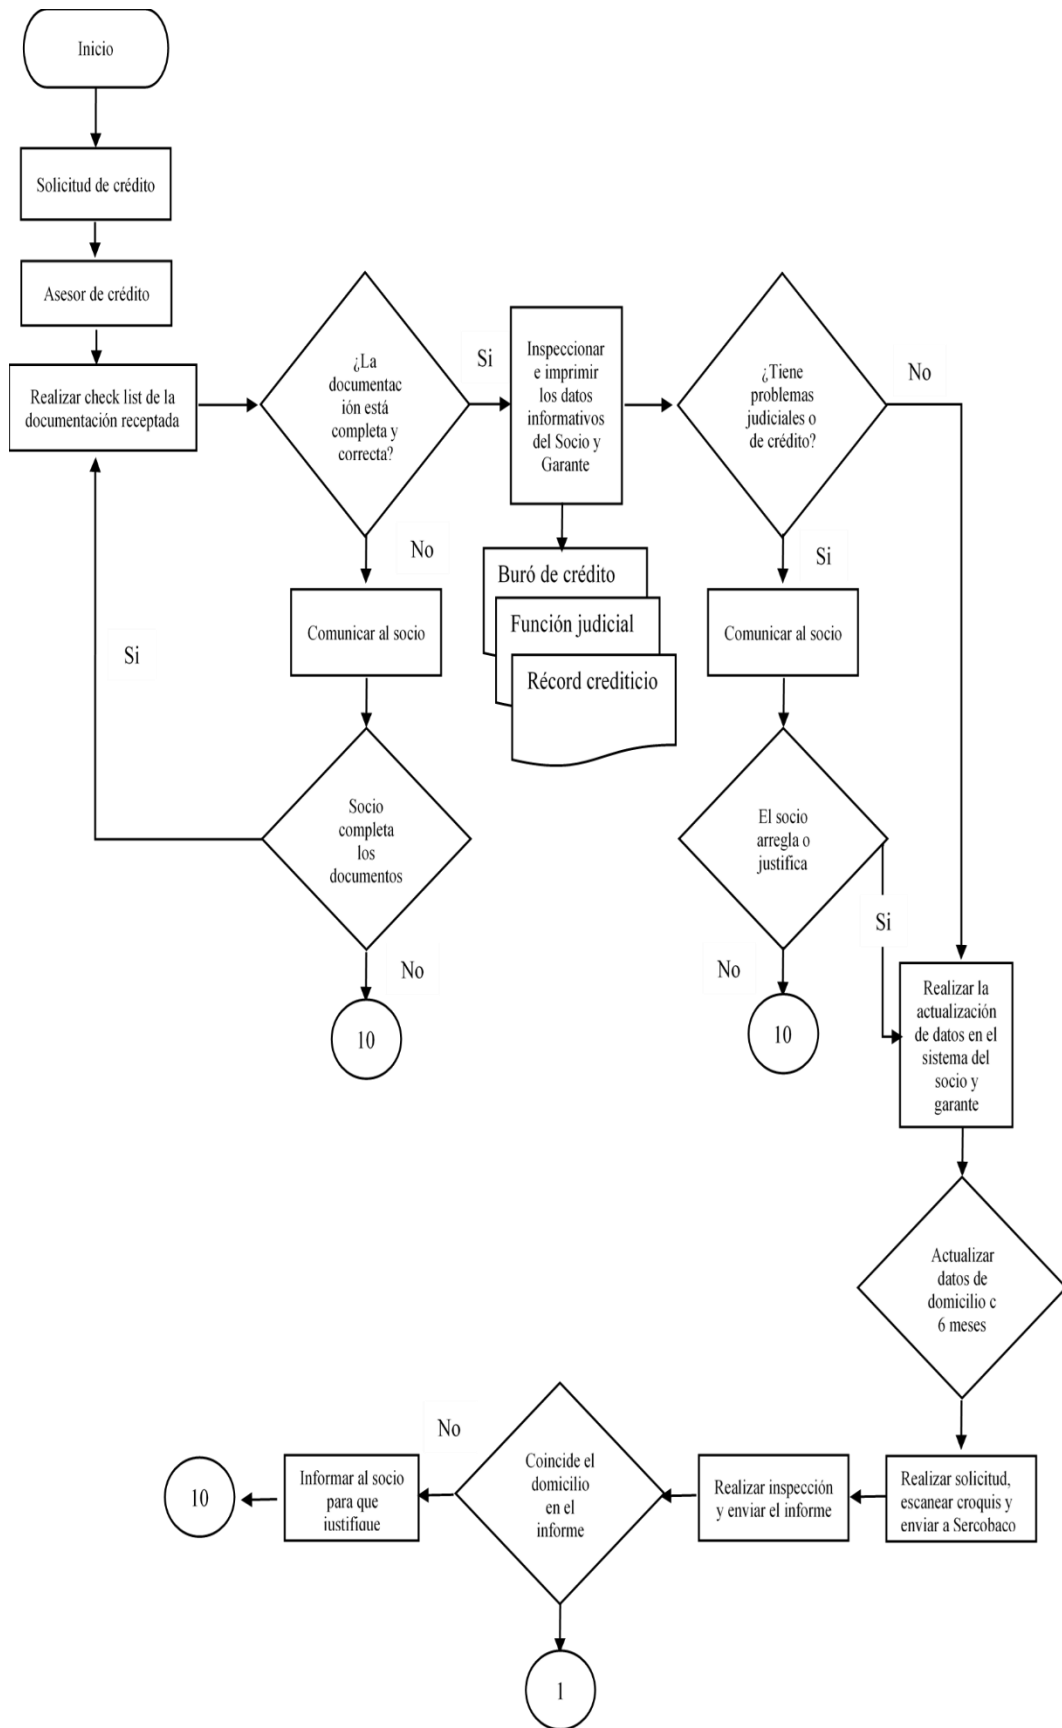 Inicio
Solicitud de crédito
Asesor de crédito
Realizar check list de la
documentación receptada
¿La
documentac
ión está
completa y
correcta?
Si
Inspeccionar
e imprimir
los datos
informativos
del Socio y
Garante
¿Tiene
problemas
judiciales o
de crédito?
No
No
Comunicar al socio
Si
Buró de crédito
Función judicial
Récord crediticio
Si
Comunicar al socio
Socio
completa
los
documentos
No
10
El socio
arregla o
justifica
Si
No
10
Realizar la
actualización
de datos en el
sistema del
socio y
garante
Actualizar
datos de
domicilio c
6 meses
Realizar solicitud,
escanear croquis y
enviar a Sercobaco
Realizar inspección
y enviar el informe
Coincide el
domicilio
en el
informe
No
Informar al socio
para que
justifique
10
1